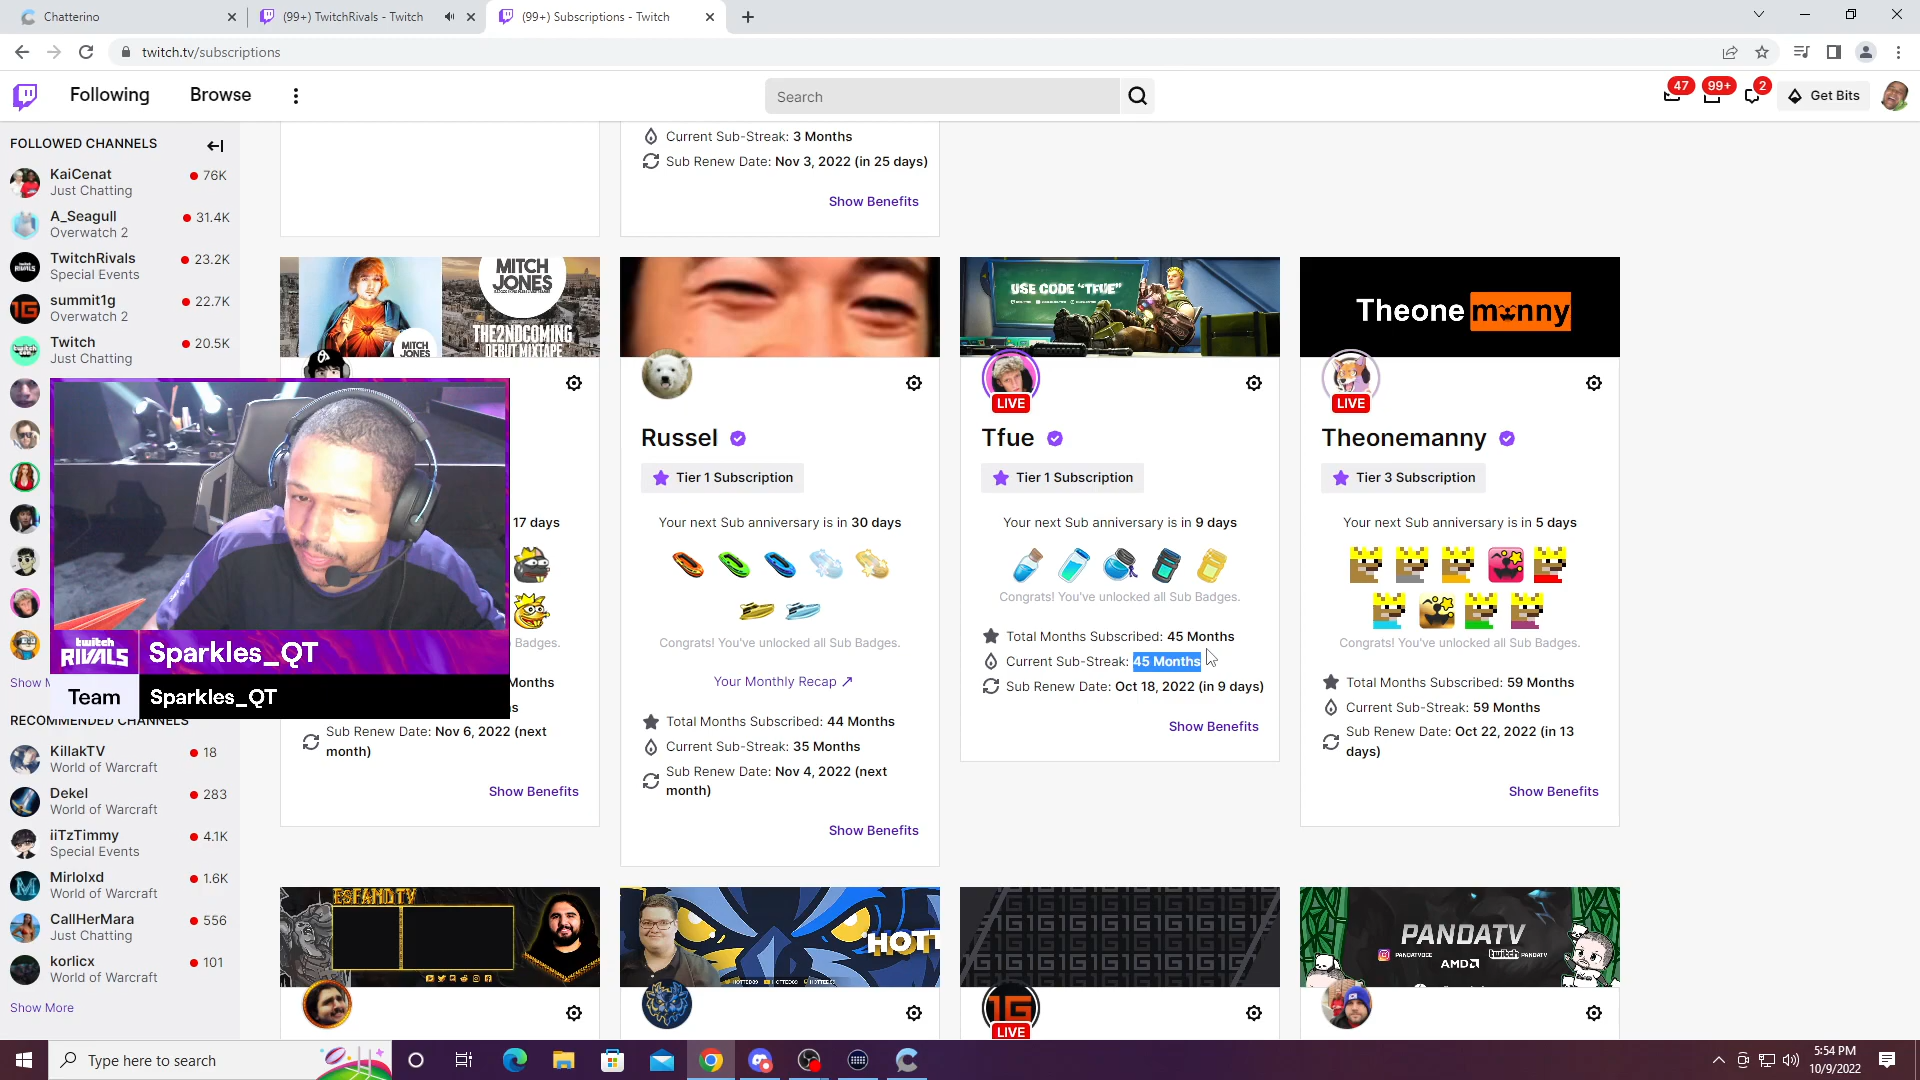 Chatterino
(99+) TwitchRivals - Twitch
(99+) Subscriptions - Twitch
twitch.tv/subscriptions
Following
Browse
Search
47
99+
2
Get Bits
FOLLOWED CHANNELS
KaiCenat
76K
Just Chatting
A_Seagull
31.4K
Overwatch 2
TwitchRivals
23.2K
Special Events
summit1g
22.7K
Overwatch 2
Twitch
20.5K
Just Chatting
Show M
RECOMMENDED CHANNELS
KillakTV
18
World of Warcraft
Dekel
283
World of Warcraft
iiTzTimmy
4.1K
Special Events
Mirlolxd
1.6K
World of Warcraft
CallHerMara
556
Just Chatting
korlicx
101
World of Warcraft
Show More
twitch
RIVALS
Sparkles_QT
Team
Sparkles_QT
Current Sub-Streak: 3 Months
Sub Renew Date: Nov 3, 2022 (in 25 days)
Show Benefits
MITCH
JONES
MITCH
JONES
THE2NDCOMING
DEBUT MIXTAPE
17 days
Badges.
Months
s
Sub Renew Date: Nov 6, 2022 (next
month)
Show Benefits
Russel
Tier 1 Subscription
Your next Sub anniversary is in 30 days
Congrats! You've unlocked all Sub Badges.
Your Monthly Recap ↗
Total Months Subscribed: 44 Months
Current Sub-Streak: 35 Months
Sub Renew Date: Nov 4, 2022 (next
month)
Show Benefits
USE CODE "TFUE"
LIVE
Tfue
Tier 1 Subscription
Your next Sub anniversary is in 9 days
Congrats! You've unlocked all Sub Badges.
Total Months Subscribed: 45 Months
Current Sub-Streak: 45 Months
Sub Renew Date: Oct 18, 2022 (in 9 days)
Show Benefits
Theone manny
LIVE
Theonemanny
Tier 3 Subscription
Your next Sub anniversary is in 5 days
Congrats! You've unlocked all Sub Badges.
Total Months Subscribed: 59 Months
Current Sub-Streak: 59 Months
Sub Renew Date: Oct 22, 2022 (in 13
days)
Show Benefits
ESFANDTV
HOTT
1G
LIVE
PANDATV
PANDATVOCE
AMD
twitch PANDATV
Type here to search
5:54 PM
10/9/2022